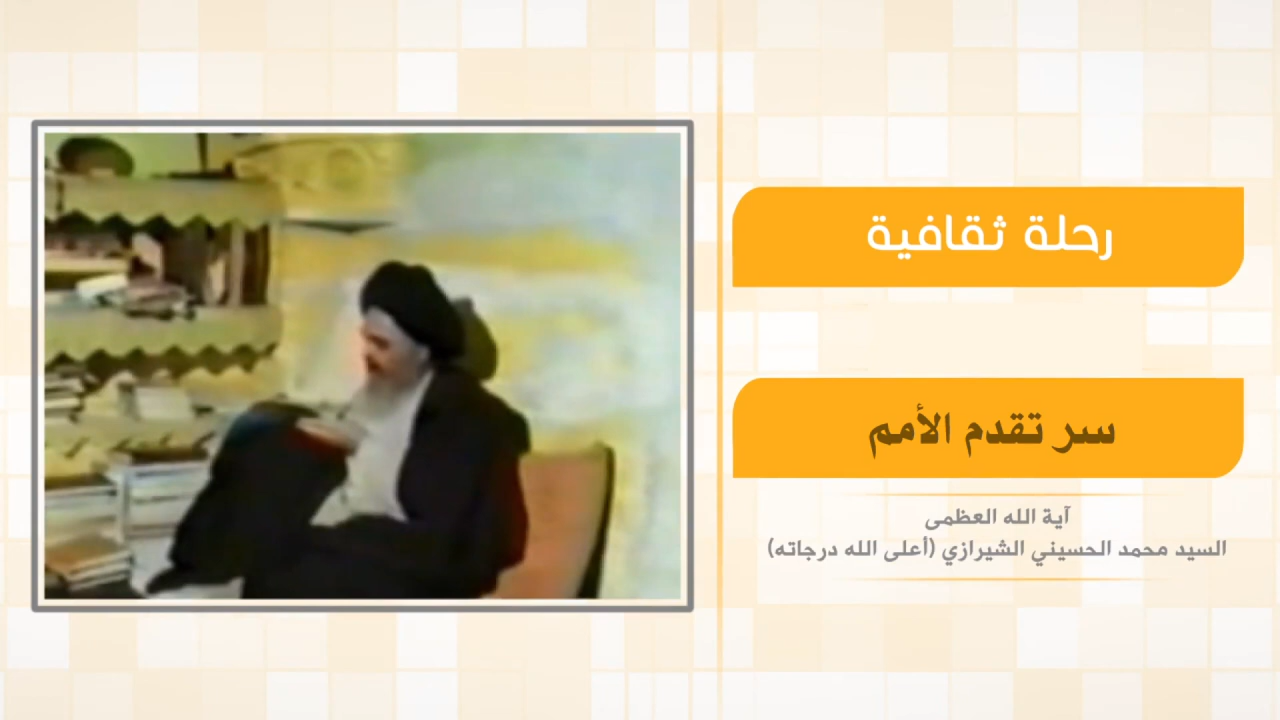 رحلة ثقافية
سر تقدم الأمم
آية الله العظمى
السيد محمد الحسيني الشيرازي (أعلى الله درجاته)